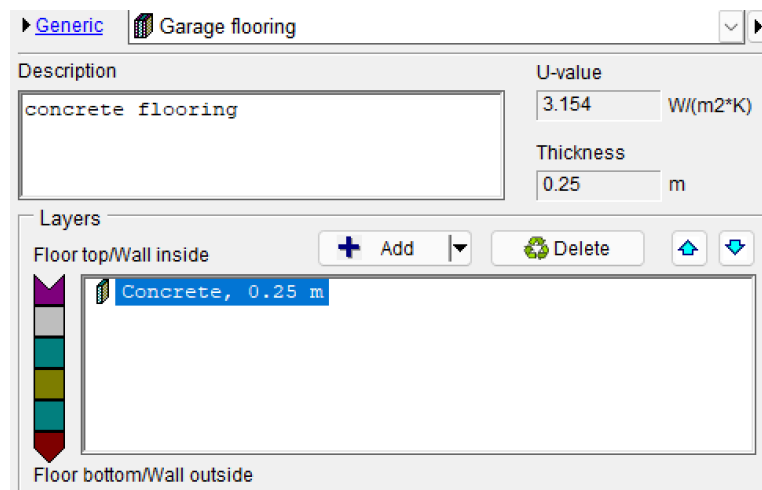 Generic Garage flooring
Description
U-value
concrete flooring
3.154 W/(m2*K)
Thickness
0.25 m
Layers
Floor top/Wall inside
Add
Delete
Concrete, 0.25 m
Floor bottom/Wall outside